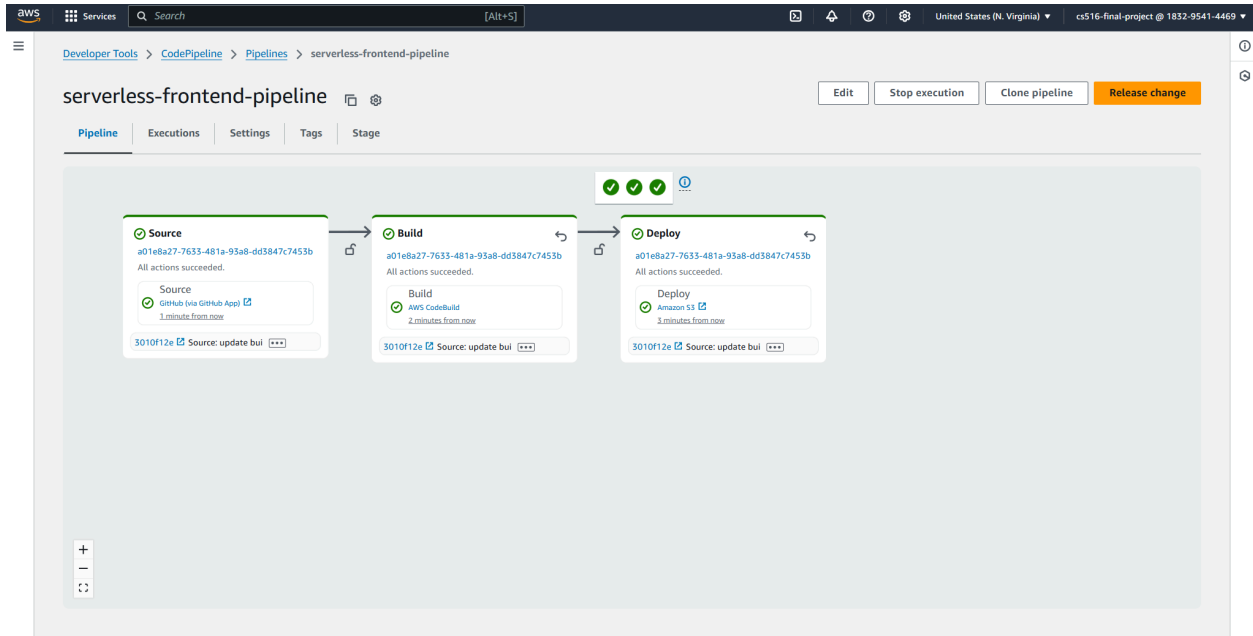 aws Services Search [Alt+S] United States (N. Virginia) cs516-final-project @ 1832-9541-4469
Developer Tools > CodePipeline > Pipelines > serverless-frontend-pipeline
serverless-frontend-pipeline
Edit Stop execution Clone pipeline Release change
Pipeline Executions Settings Tags Stage
Source
a01e8a27-7633-481a-93a8-dd3847c7453b
All actions succeeded.
Source
GitHub (via GitHub App)
1 minute from now
3010f12e Source: update bui
Build
a01e8a27-7633-481a-93a8-dd3847c7453b
All actions succeeded.
Build
AWS CodeBuild
2 minutes from now
3010f12e Source: update bui
Deploy
a01e8a27-7633-481a-93a8-dd3847c7453b
All actions succeeded.
Deploy
Amazon S3
3 minutes from now
3010f12e Source: update bui